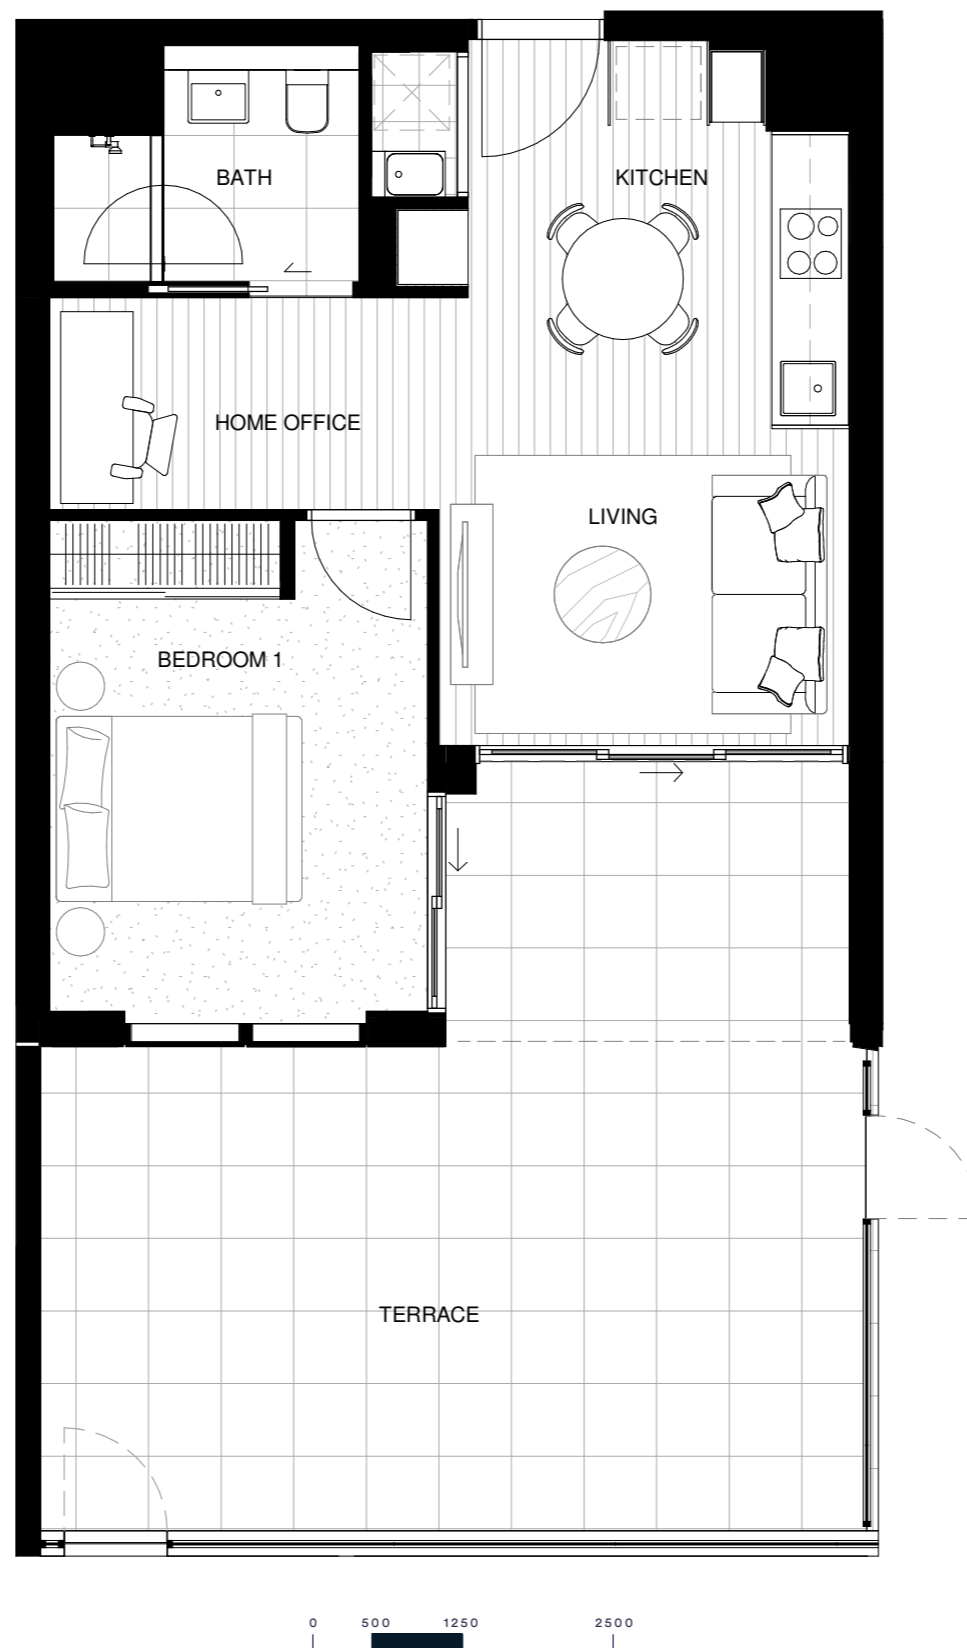 BATH
KITCHEN
HOME OFFICE
LIVING
BEDROOM 1
TERRACE
0 500 1250 2500